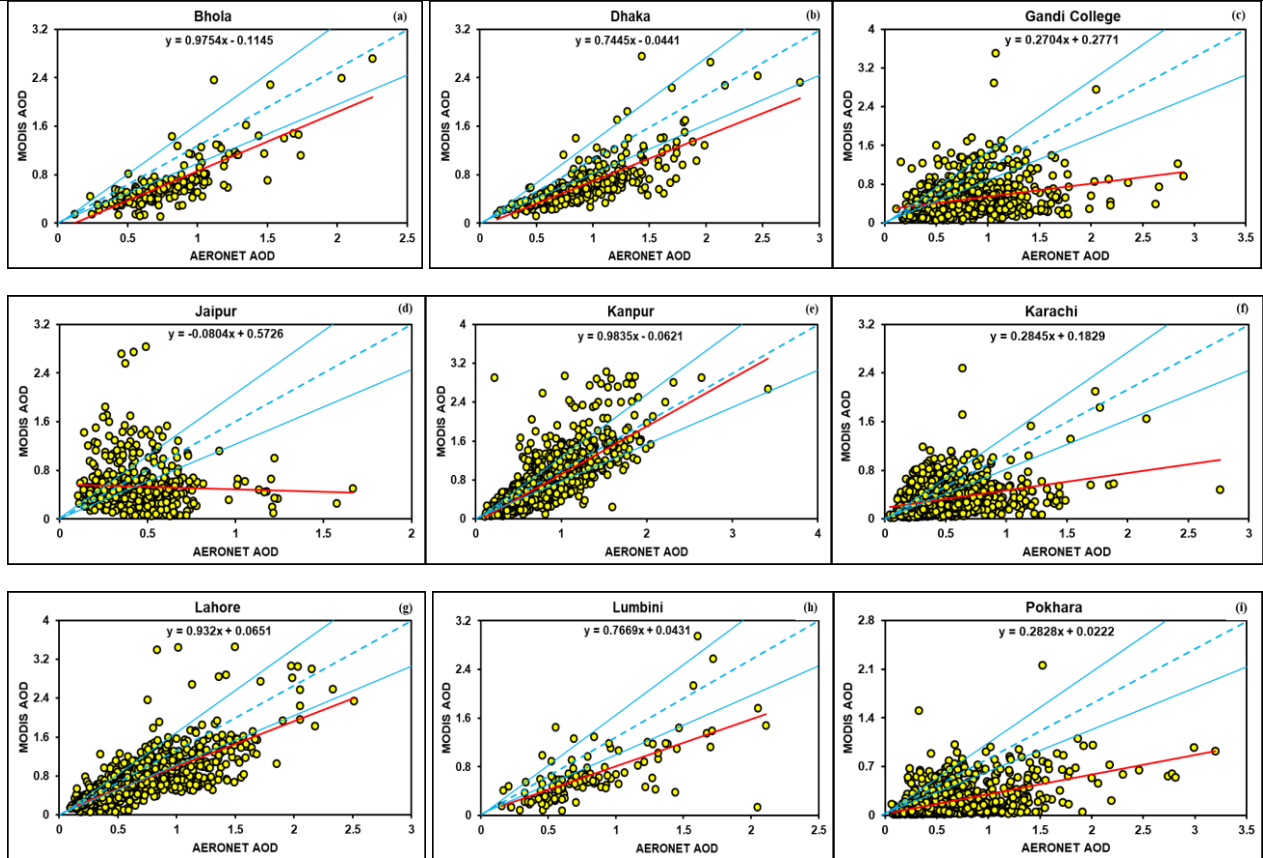 Bhola (a)
y = 0.9754x - 0.1145
3.2
2.4
1.6
0.8
0
MODIS AOD
0 0.5 1 1.5 2 2.5
AERONET AOD
Dhaka (b)
y = 0.7445x - 0.0441
3.2
2.4
1.6
0.8
0
MODIS AOD
0 0.5 1 1.5 2 2.5 3
AERONET AOD
Gandi College (c)
y = 0.2704x + 0.2771
4
3.2
2.4
1.6
0.8
0
MODIS AOD
0 0.5 1 1.5 2 2.5 3 3.5
AERONET AOD
Jaipur (d)
y = -0.0804x + 0.5726
3.2
2.4
1.6
0.8
0
MODIS AOD
0 0.5 1 1.5 2
AERONET AOD
Kanpur (e)
y = 0.9835x - 0.0621
4
3.2
2.4
1.6
0.8
0
MODIS AOD
0 1 2 3 4
AERONET AOD
Karachi (f)
y = 0.2845x + 0.1829
3.2
2.4
1.6
0.8
0
MODIS AOD
0 0.5 1 1.5 2 2.5 3
AERONET AOD
Lahore (g)
y = 0.932x + 0.0651
4
3.2
2.4
1.6
0.8
0
MODIS AOD
0 0.5 1 1.5 2 2.5 3
AERONET AOD
Lumbini (h)
y = 0.7669x + 0.0431
3.2
2.4
1.6
0.8
0
MODIS AOD
0 0.5 1 1.5 2 2.5
AERONET AOD
Pokhara (i)
y = 0.2828x + 0.0222
2.8
2.1
1.4
0.7
0
MODIS AOD
0 0.5 1 1.5 2 2.5 3 3.5
AERONET AOD